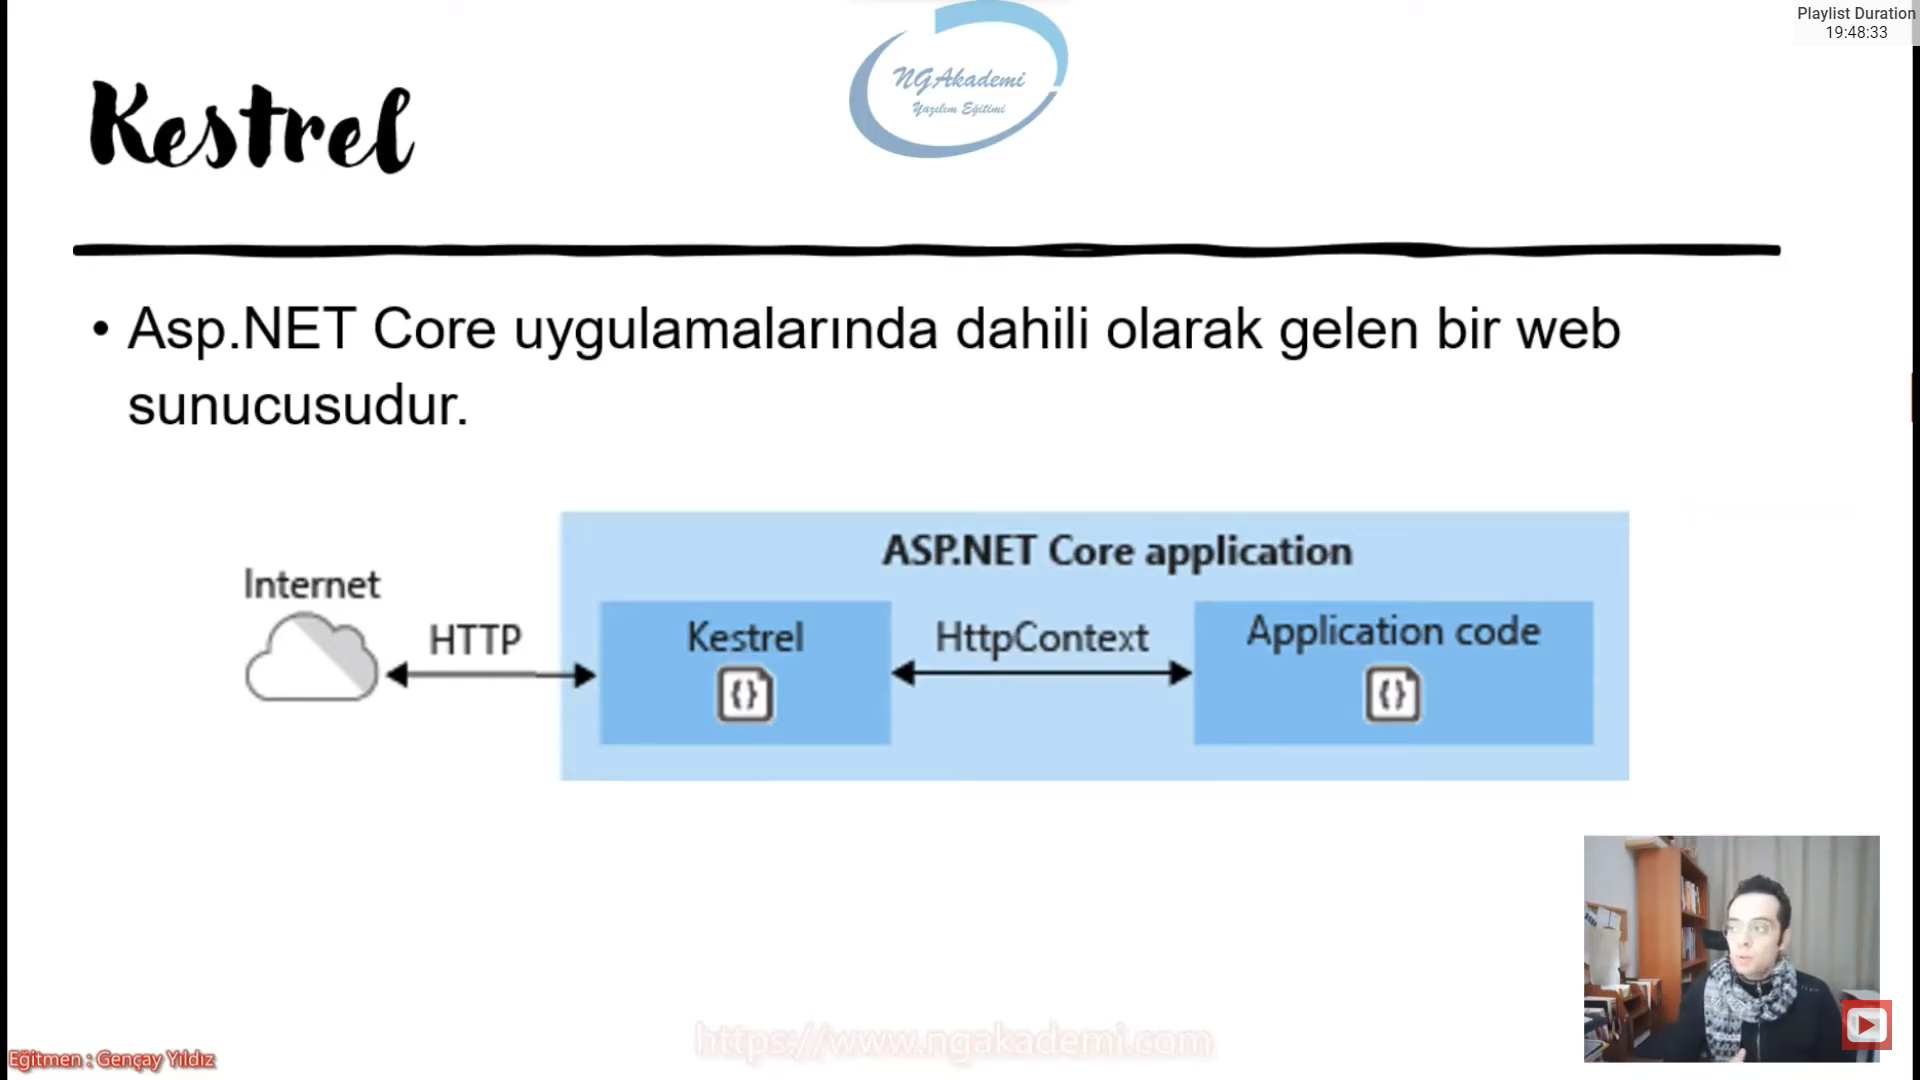 Playlist Duration
19:48:33
NGAkademi
Yazılım Eğitimi
Kestrel
• Asp.NET Core uygulamalarında dahili olarak gelen bir web
sunucusudur.
ASP.NET Core application
Internet
HTTP
Kestrel
HttpContext
Application code
{}
{}
https://www.ngakademi.com
Eğitmen : Gençay Yıldız